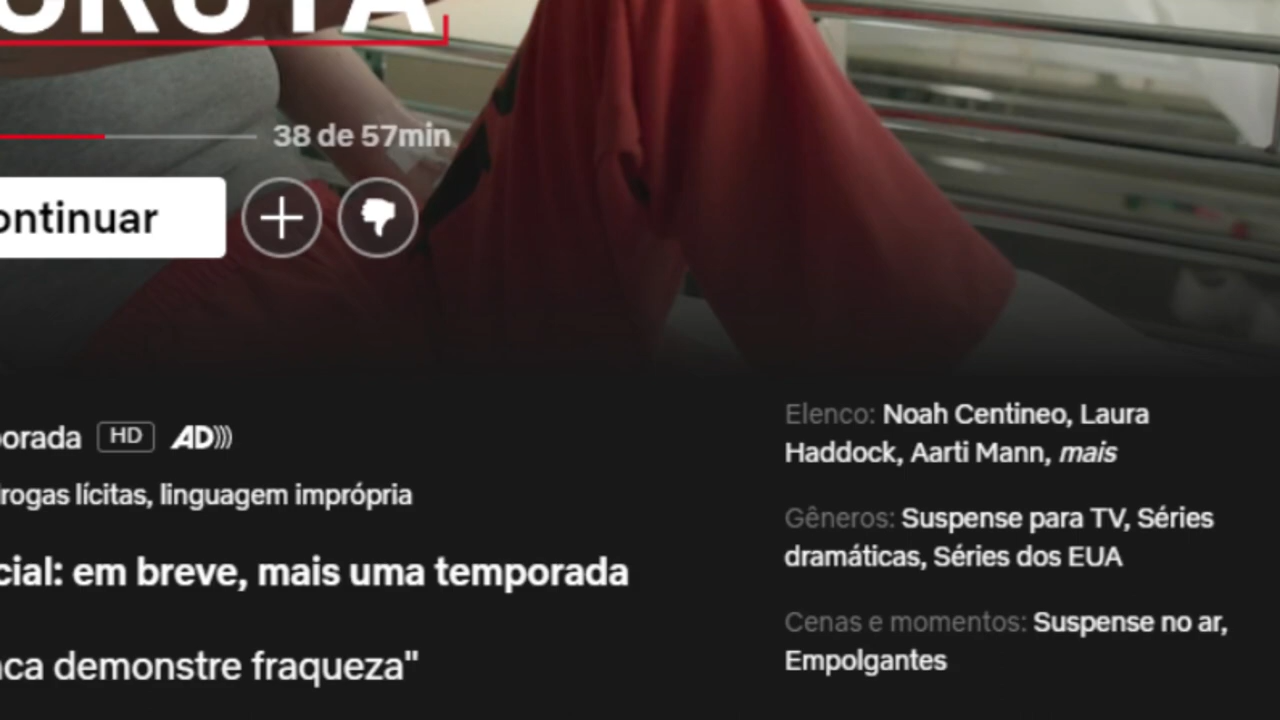 38 de 57min
ontinuar
porada HD AD)))
drogas lícitas, linguagem imprópria
cial: em breve, mais uma temporada
ca demonstre fraqueza"
Elenco: Noah Centineo, Laura
Haddock, Aarti Mann, mais
Gêneros: Suspense para TV, Séries
dramáticas, Séries dos EUA
Cenas e momentos: Suspense no ar,
Empolgantes